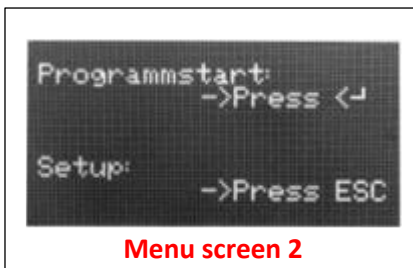 Programmstart:
->Press <┘
Setup:
->Press ESC
Menu screen 2